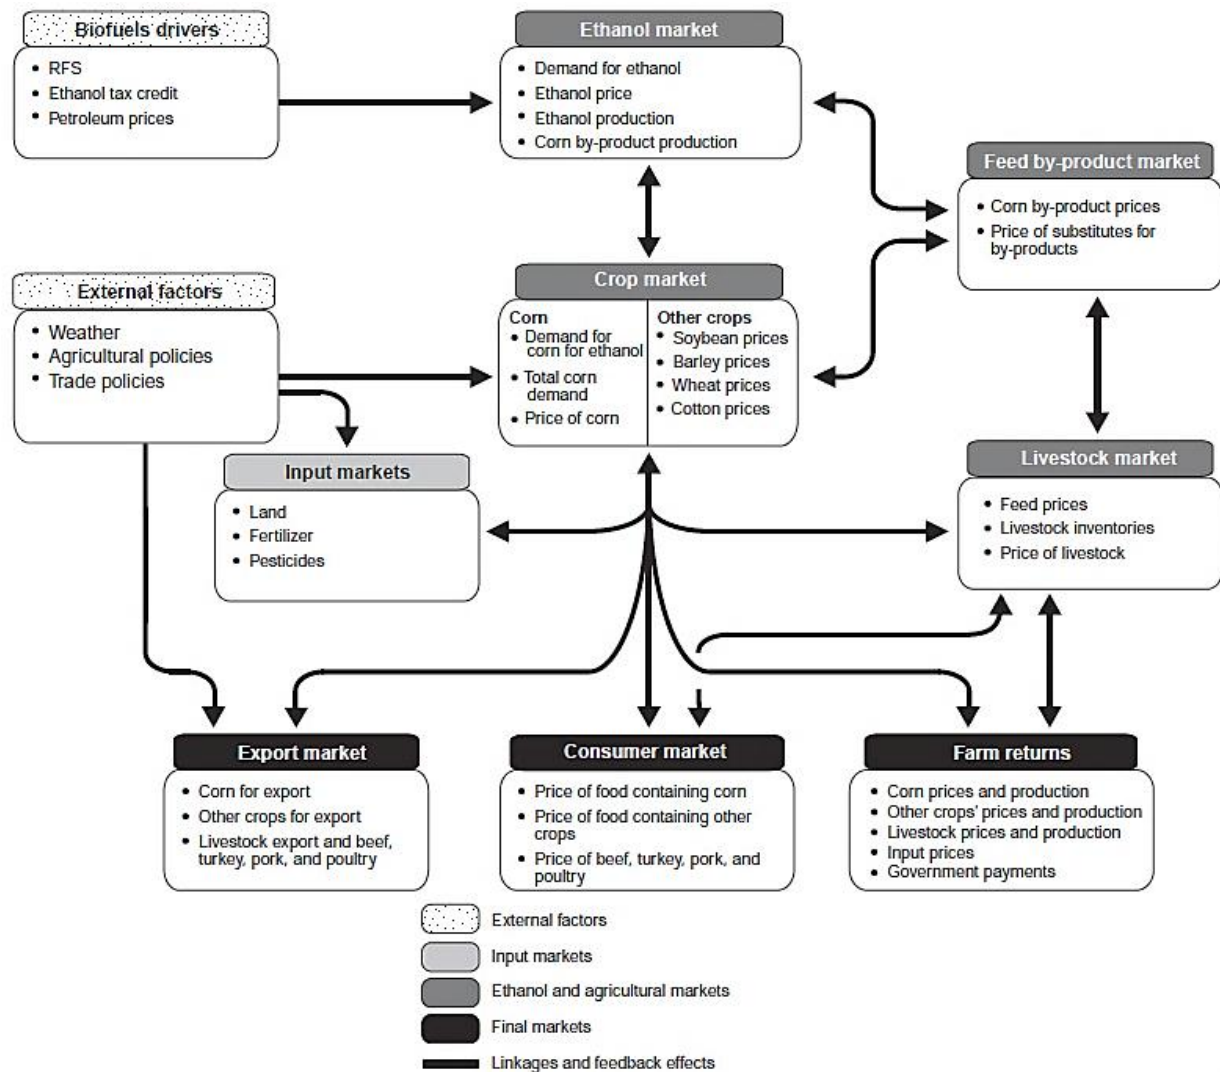 Biofuels drivers
• RFS
• Ethanol tax credit
• Petroleum prices
Ethanol market
• Demand for ethanol
• Ethanol price
• Ethanol production
• Corn by-product production
Feed by-product market
• Corn by-product prices
• Price of substitutes for
by-products
External factors
• Weather
• Agricultural policies
• Trade policies
Crop market
Corn
• Demand for
corn for ethanol
• Total corn
demand
• Price of corn
Other crops
• Soybean prices
• Barley prices
• Wheat prices
• Cotton prices
Input markets
• Land
• Fertilizer
• Pesticides
Livestock market
• Feed prices
• Livestock inventories
• Price of livestock
Export market
• Corn for export
• Other crops for export
• Livestock export and beef,
turkey, pork, and poultry
Consumer market
• Price of food containing corn
• Price of food containing other
crops
• Price of beef, turkey, pork, and
poultry
Farm returns
• Corn prices and production
• Other crops' prices and production
• Livestock prices and production
• Input prices
• Government payments
External factors
Input markets
Ethanol and agricultural markets
Final markets
Linkages and feedback effects